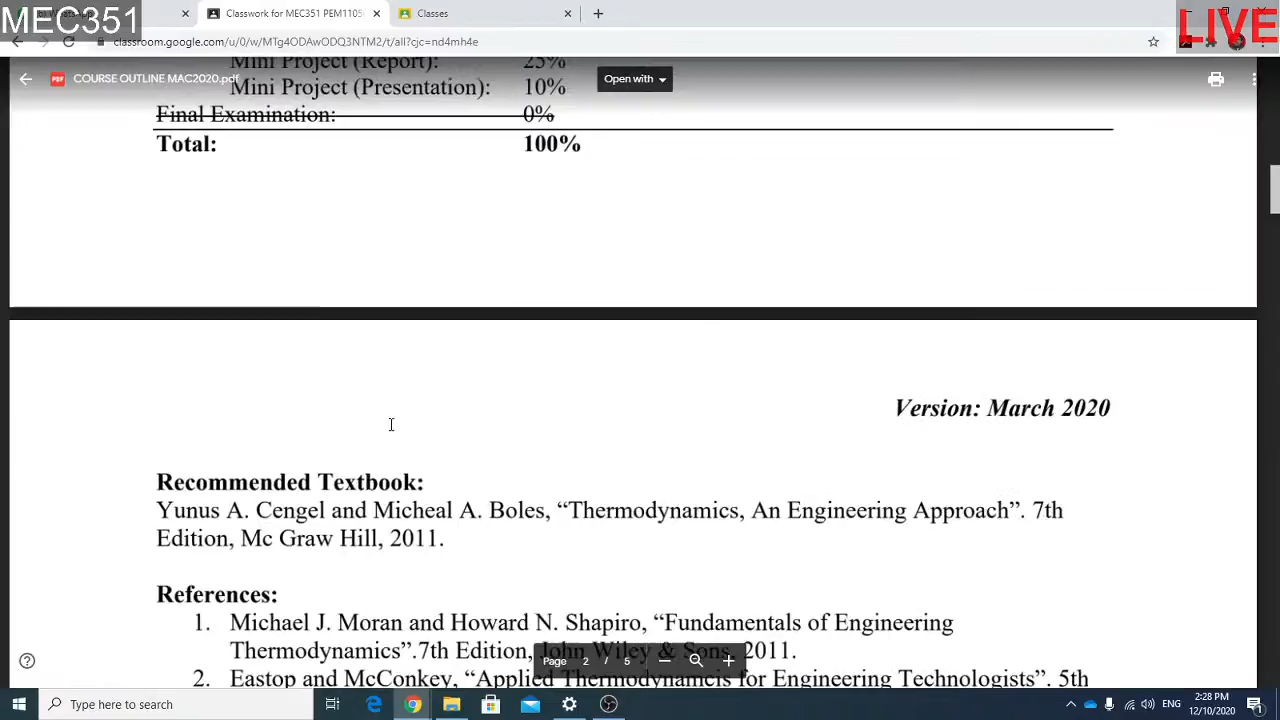 MEC351
Classwork for MEC351 PEM1105
Classes
LIVE
classroom.google.com/u/0/w/MTg4ODAwODQ3NTM2/t/all?cjc=nd4mh4e
COURSE OUTLINE MAC2020.pdf
Open with
Mini Project (Report): 25%
Mini Project (Presentation): 10%
Final Examination: 0%
Total: 100%
Version: March 2020
Recommended Textbook:
Yunus A. Cengel and Micheal A. Boles, “Thermodynamics, An Engineering Approach”. 7th
Edition, Mc Graw Hill, 2011.
References:
1. Michael J. Moran and Howard N. Shapiro, “Fundamentals of Engineering
Thermodynamics”.7th Edition, John Wiley & Sons, 2011.
Page 2 / 5
2. Eastop and McConkey, “Applied Thermodynamcis for Engineering Technologists”. 5th
Type here to search
ENG
2:28 PM
12/10/2020